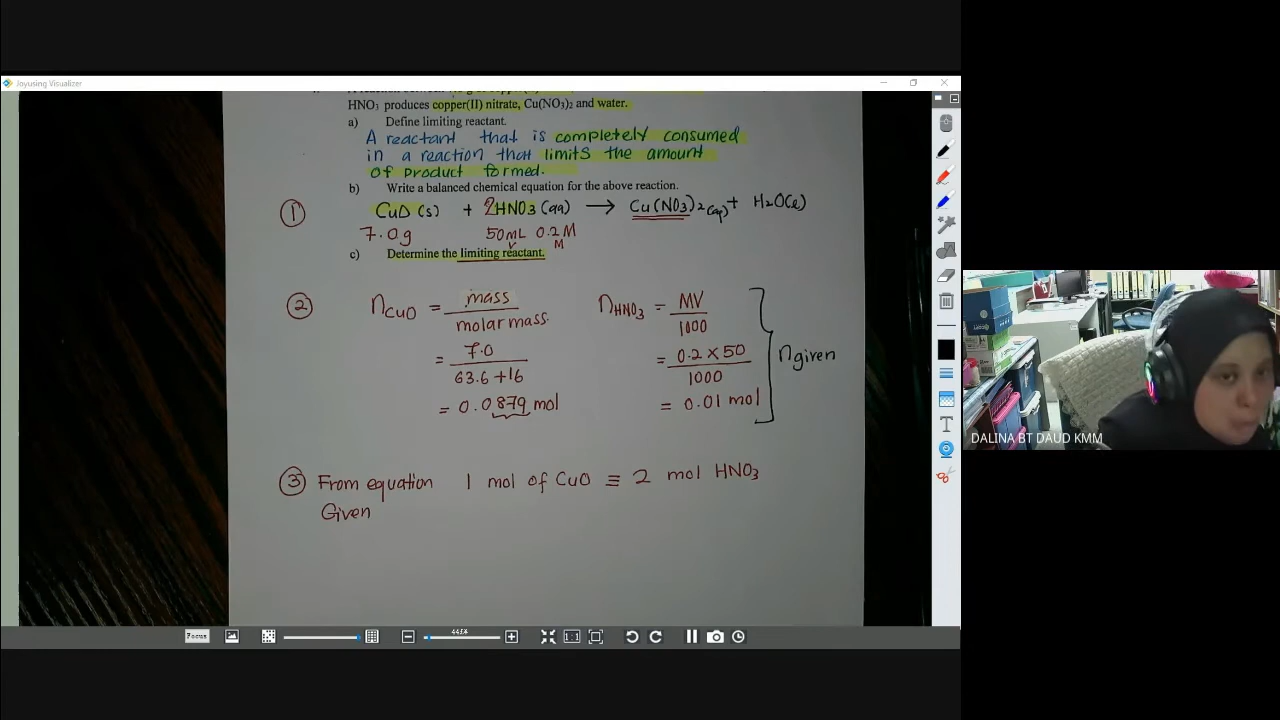 Joyusing Visualizer
HNO3 produces copper(II) nitrate, Cu(NO3)2 and water.
a) Define limiting reactant.
A reactant that is completely consumed
in a reaction that limits the amount
of product formed.
b) Write a balanced chemical equation for the above reaction.
① CuO (s) + 2HNO3 (aq) → Cu(NO3)2 (aq) + H2O(l)
7.0g 50mL 0.2M
V M
c) Determine the limiting reactant.
② nCuO = mass / molar mass nHNO3 = MV / 1000
= 7.0 / 63.6 + 16 = 0.2 × 50 / 1000 n given
= 0.0879 mol = 0.01 mol
③ From equation 1 mol of CuO ≡ 2 mol HNO3
Given
DALINA BT DAUD KMM
Focus
1:1
T